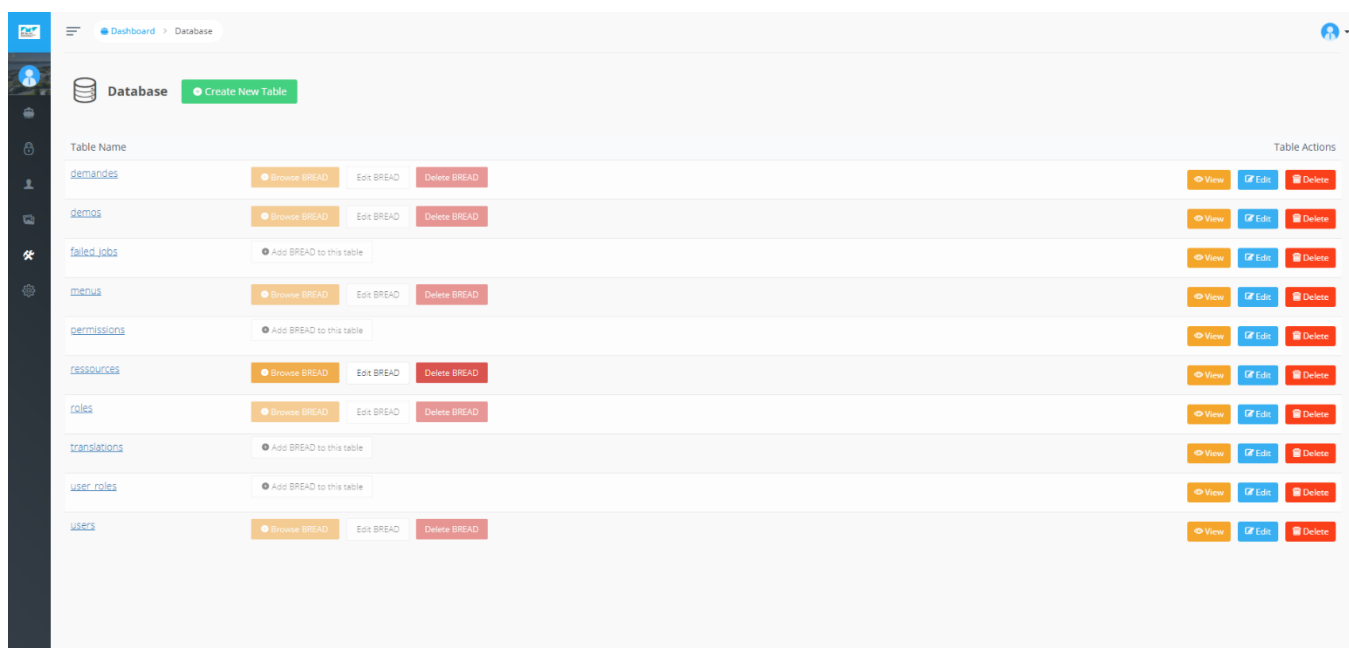 Dashboard > Database
Database Create New Table
Table Name Table Actions
demandes Browse BREAD Edit BREAD Delete BREAD View Edit Delete
demos Browse BREAD Edit BREAD Delete BREAD View Edit Delete
failed_jobs Add BREAD to this table View Edit Delete
menus Browse BREAD Edit BREAD Delete BREAD View Edit Delete
permissions Add BREAD to this table View Edit Delete
ressources Browse BREAD Edit BREAD Delete BREAD View Edit Delete
roles Browse BREAD Edit BREAD Delete BREAD View Edit Delete
translations Add BREAD to this table View Edit Delete
user_roles Add BREAD to this table View Edit Delete
users Browse BREAD Edit BREAD Delete BREAD View Edit Delete